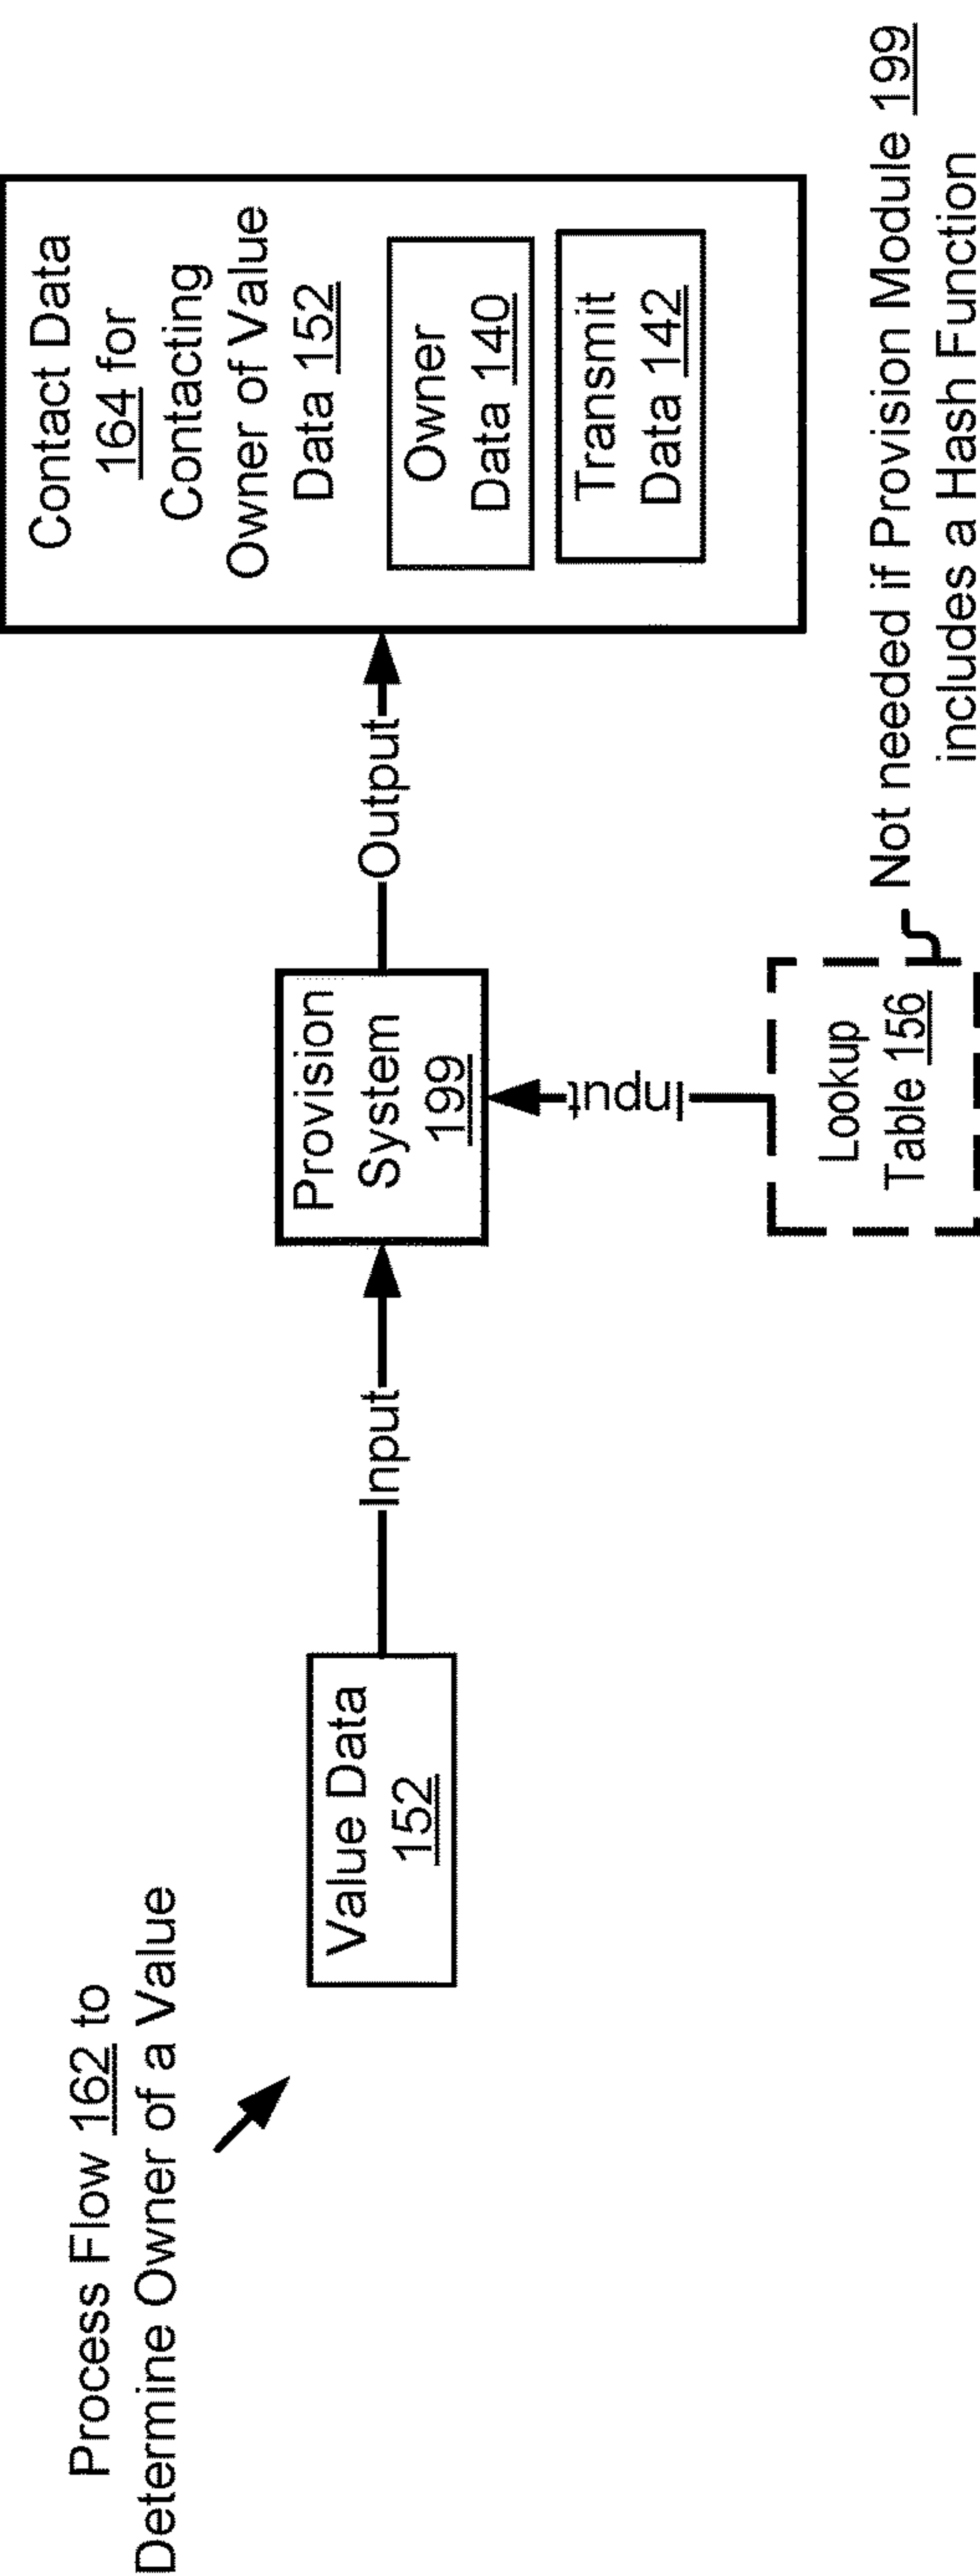 Process Flow 162 to
Determine Owner of a Value
Value Data
152
Input
Provision
System
199
Output
Contact Data
164 for
Contacting
Owner of Value
Data 152
Owner
Data 140
Transmit
Data 142
Input
Lookup
Table 156
Not needed if Provision Module 199
includes a Hash Function